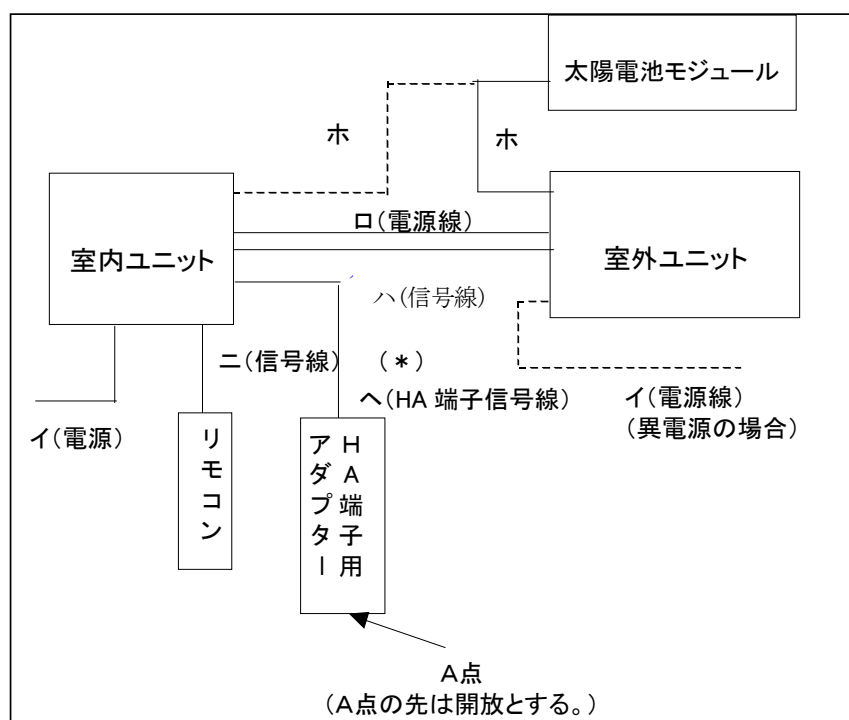 太陽電池モジュール
ホ
ホ
ロ(電源線)
室内ユニット
室外ユニット
ハ(信号線)
ニ(信号線)
(*)
ヘ(HA 端子信号線)
イ(電源線)
(異電源の場合)
イ(電源)
リモコン
HA端子用
アダプター
A点
(A点の先は開放とする。)